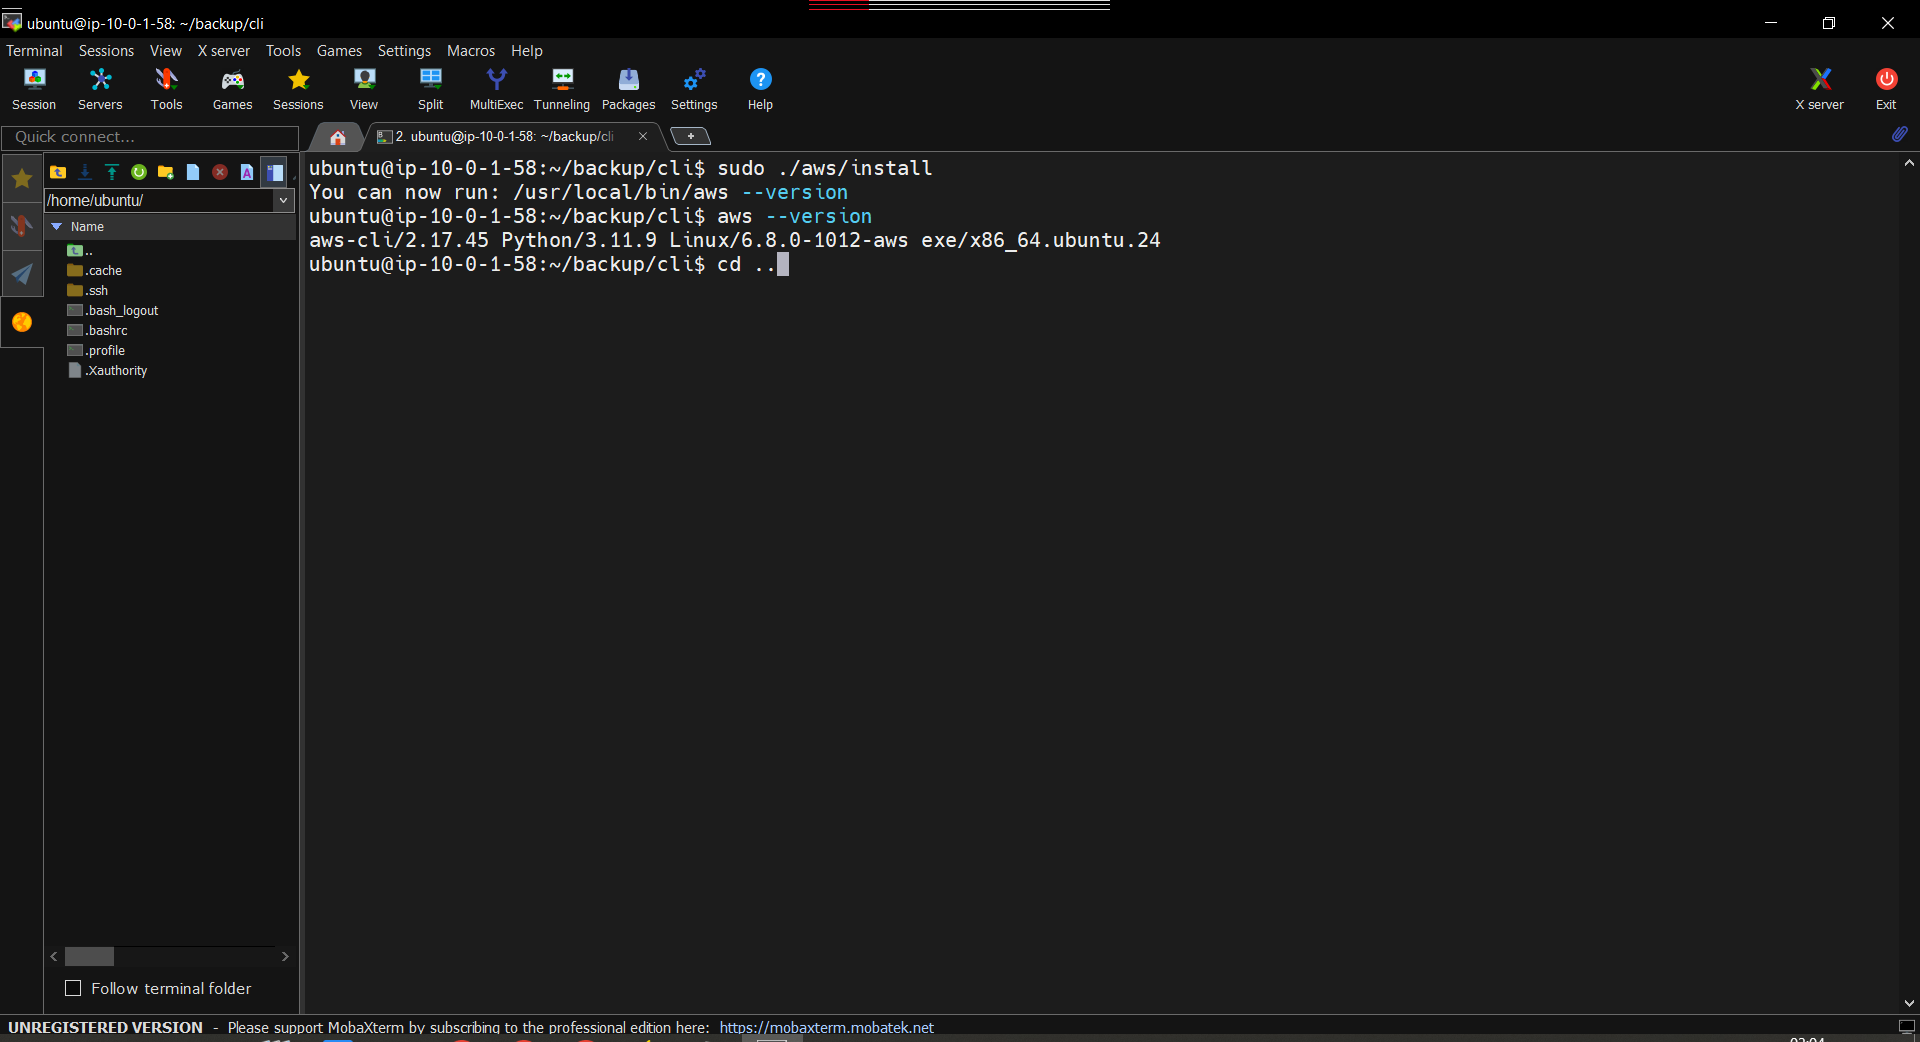 ubuntu@ip-10-0-1-58: ~/backup/cli
Terminal Sessions View X server Tools Games Settings Macros Help
Session Servers Tools Games Sessions View Split MultiExec Tunneling Packages Settings Help X server Exit
Quick connect...
2. ubuntu@ip-10-0-1-58: ~/backup/cli
/home/ubuntu/
Name
..
.cache
.ssh
.bash_logout
.bashrc
.profile
.Xauthority
Follow terminal folder
ubuntu@ip-10-0-1-58:~/backup/cli$ sudo ./aws/install
You can now run: /usr/local/bin/aws --version
ubuntu@ip-10-0-1-58:~/backup/cli$ aws --version
aws-cli/2.17.45 Python/3.11.9 Linux/6.8.0-1012-aws exe/x86_64.ubuntu.24
ubuntu@ip-10-0-1-58:~/backup/cli$ cd ..
UNREGISTERED VERSION - Please support MobaXterm by subscribing to the professional edition here: https://mobaxterm.mobatek.net